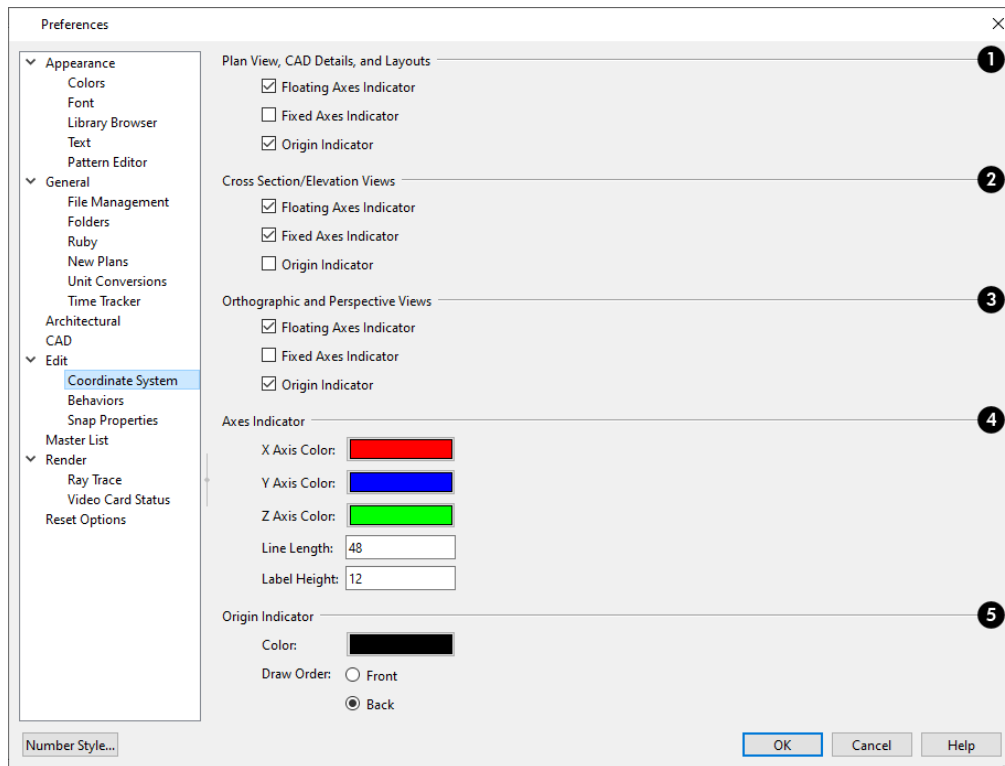 Preferences
Appearance
Colors
Font
Library Browser
Text
Pattern Editor
General
File Management
Folders
Ruby
New Plans
Unit Conversions
Time Tracker
Architectural
CAD
Edit
Coordinate System
Behaviors
Snap Properties
Master List
Render
Ray Trace
Video Card Status
Reset Options
Plan View, CAD Details, and Layouts 1
Floating Axes Indicator
Fixed Axes Indicator
Origin Indicator
Cross Section/Elevation Views 2
Floating Axes Indicator
Fixed Axes Indicator
Origin Indicator
Orthographic and Perspective Views 3
Floating Axes Indicator
Fixed Axes Indicator
Origin Indicator
Axes Indicator 4
X Axis Color:
Y Axis Color:
Z Axis Color:
Line Length: 48
Label Height: 12
Origin Indicator 5
Color:
Draw Order: Front
Back
Number Style... OK Cancel Help